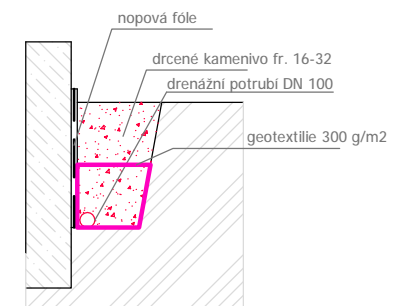 nopová fóle
drcené kamenivo fr. 16-32
drenážní potrubí DN 100
geotextilie 300 g/m2